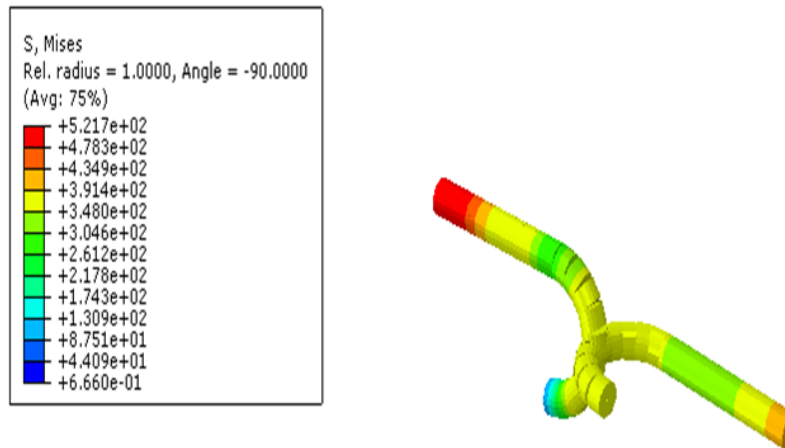 S, Mises
Rel. radius = 1.0000, Angle = -90.0000
(Avg: 75%)
+5.217e+02
+4.783e+02
+4.349e+02
+3.914e+02
+3.480e+02
+3.046e+02
+2.612e+02
+2.178e+02
+1.743e+02
+1.309e+02
+8.751e+01
+4.409e+01
+6.660e-01